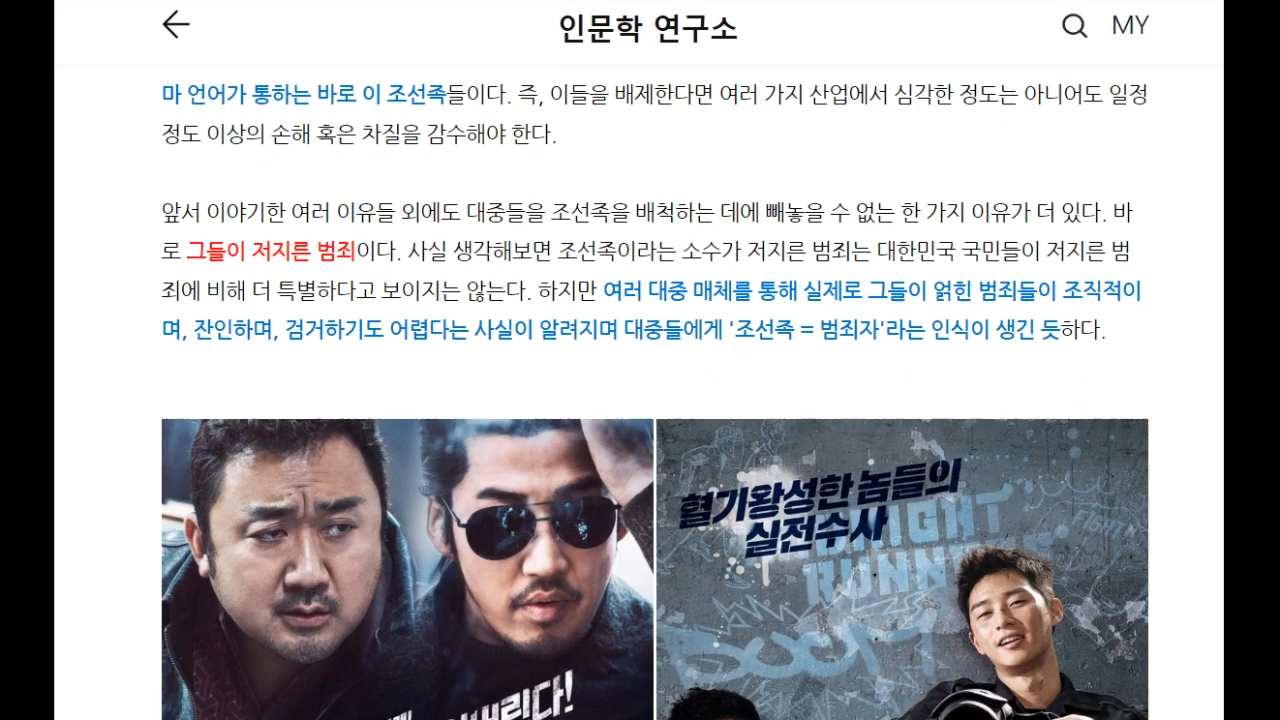 인문학 연구소
MY
마 언어가 통하는 바로 이 조선족들이다. 즉, 이들을 배제한다면 여러 가지 산업에서 심각한 정도는 아니어도 일정
정도 이상의 손해 혹은 차질을 감수해야 한다.
앞서 이야기한 여러 이유들 외에도 대중들을 조선족을 배척하는 데에 빼놓을 수 없는 한 가지 이유가 더 있다. 바
로 그들이 저지른 범죄이다. 사실 생각해보면 조선족이라는 소수가 저지른 범죄는 대한민국 국민들이 저지른 범
죄에 비해 더 특별하다고 보이지는 않는다. 하지만 여러 대중 매체를 통해 실제로 그들이 얽힌 범죄들이 조직적이
며, 잔인하며, 검거하기도 어렵다는 사실이 알려지며 대중들에게 '조선족 = 범죄자'라는 인식이 생긴 듯하다.
혈기왕성한 놈들의
실전수사